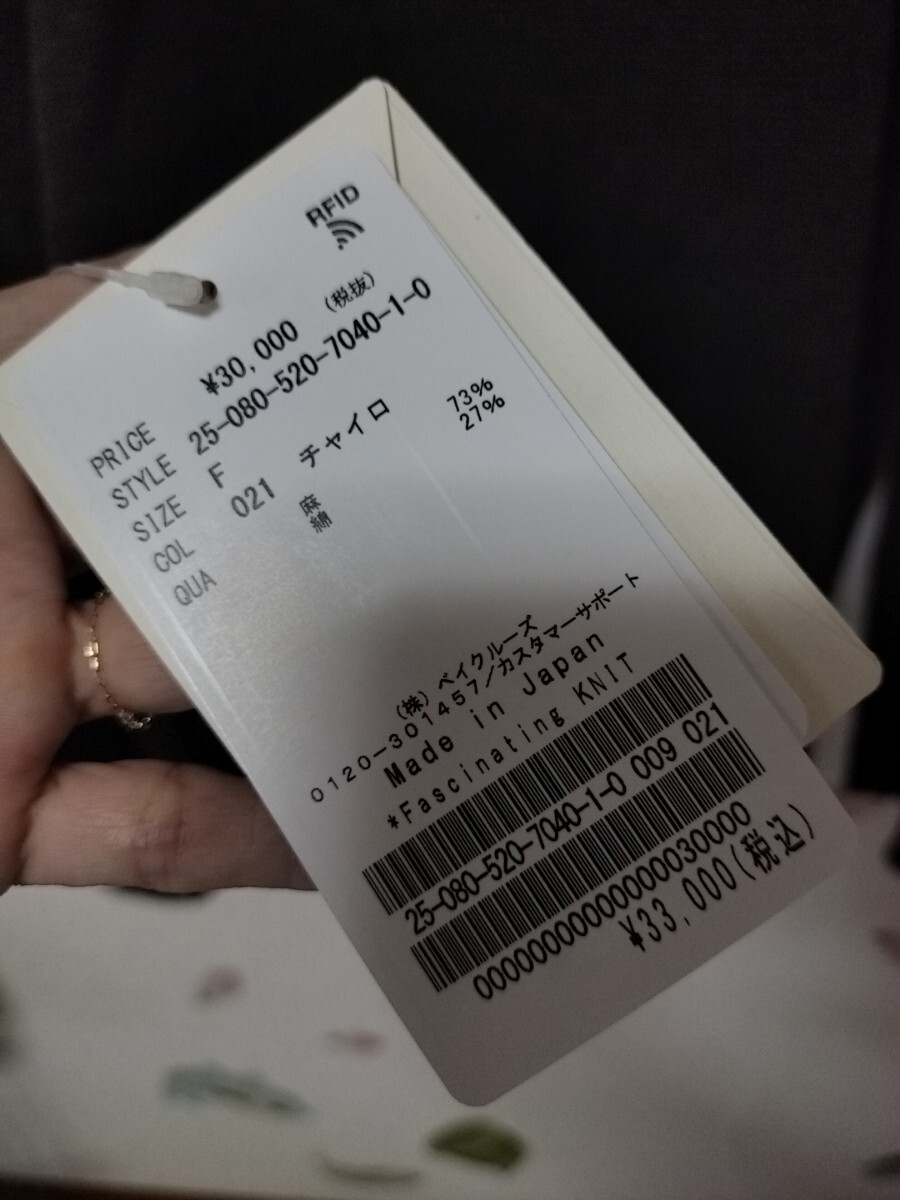 RFID
PRICE ¥30,000 (税抜)
STYLE 25-080-520-7040-1-0
SIZE F
COL 021 チャイロ
QUA 麻 73%
綿 27%
(株)ベイクルーズ
0120-301457/カスタマーサポート
Made in Japan
*Fascinating KNIT
25-080-520-7040-1-0 009 021
0000000000000030000
¥33,000(税込)